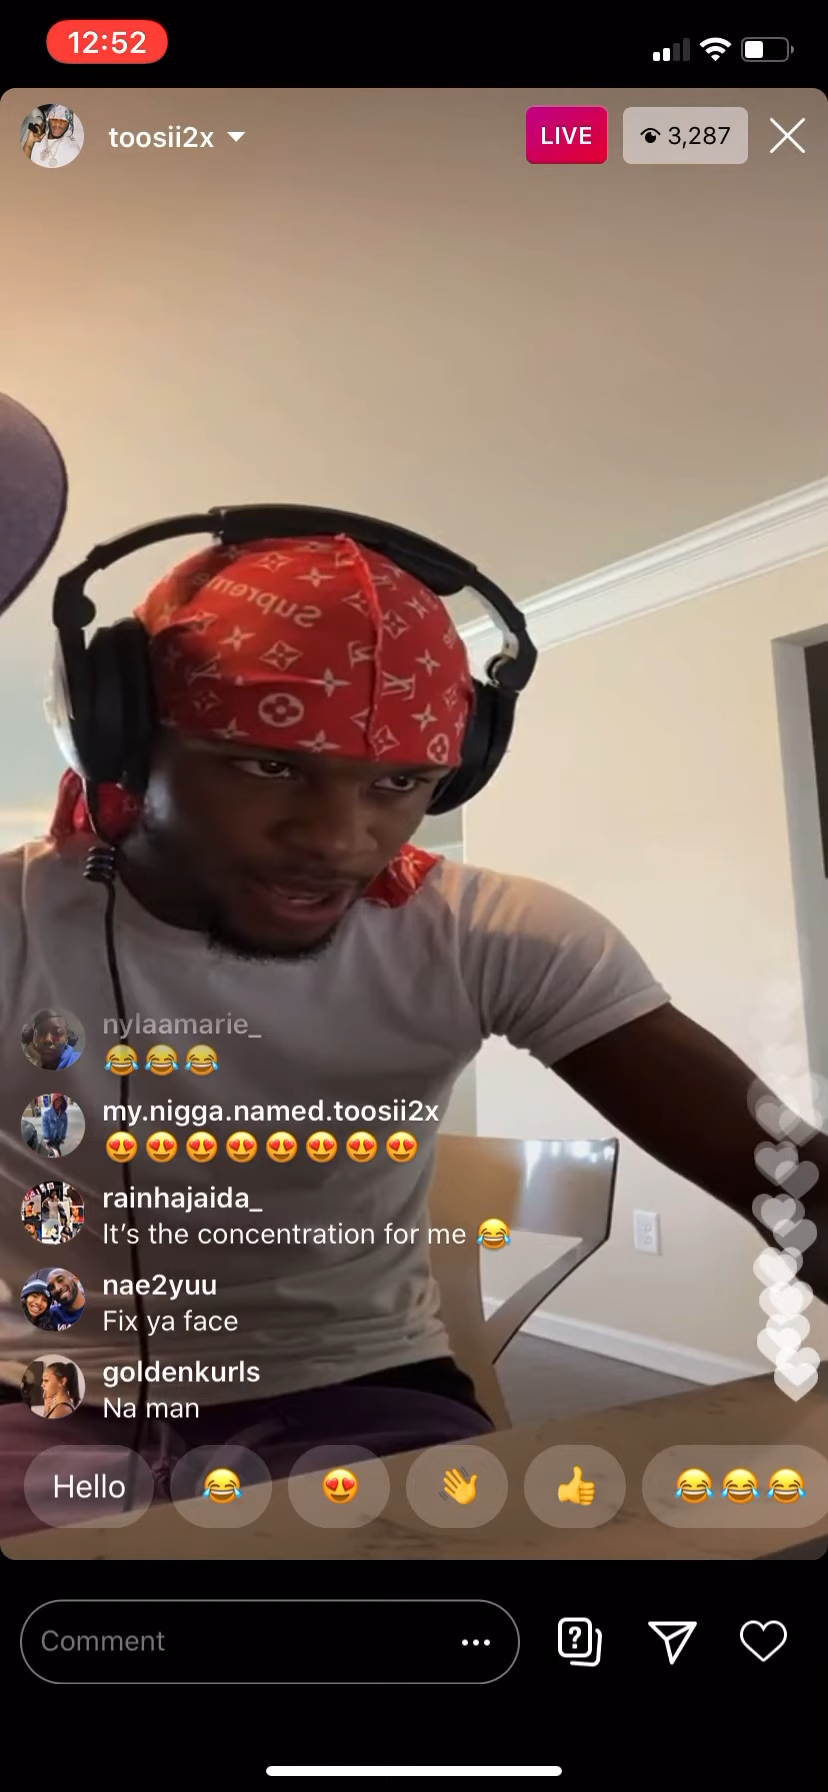 12:52
toosii2x
LIVE
3,287
Supreme
nylaamarie_
😂😂😂
my.nigga.named.toosii2x
😍😍😍😍😍😍😍😍
rainhajaida_
It’s the concentration for me 😂
nae2yuu
Fix ya face
goldenkurls
Na man
Hello 😂 😍 👋 👍 😂😂😂
Comment